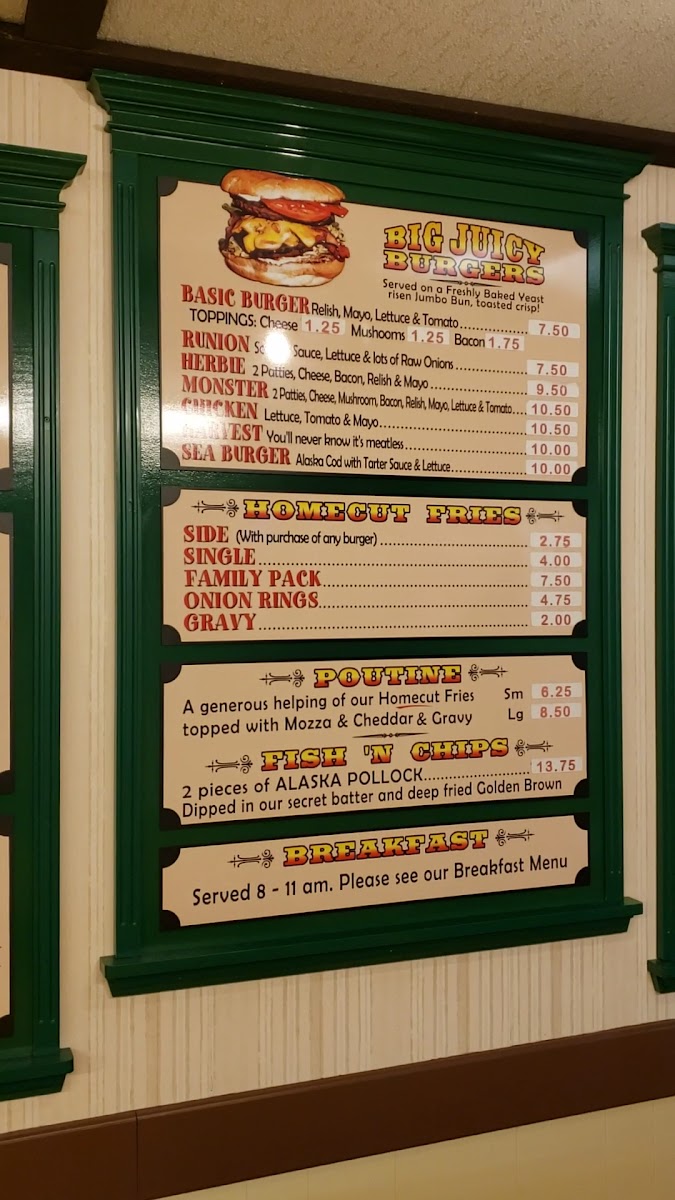 BIG JUICY
BURGERS
Served on a Freshly Baked Yeast
risen Jumbo Bun, toasted crisp!
BASIC BURGER Relish, Mayo, Lettuce & Tomato 7.50
TOPPINGS: Cheese 1.25 Mushooms 1.25 Bacon 1.75
RUNION Sauce, Lettuce & lots of Raw Onions 7.50
HERBIE 2 Patties, Cheese, Bacon, Relish & Mayo 9.50
MONSTER 2 Patties, Cheese, Mushroom, Bacon, Relish, Mayo, Lettuce & Tomato 10.50
CHICKEN Lettuce, Tomato & Mayo 10.50
HARVEST You'll never know it's meatless 10.00
SEA BURGER Alaska Cod with Tarter Sauce & Lettuce 10.00
HOMECUT FRIES
SIDE (With purchase of any burger) 2.75
SINGLE 4.00
FAMILY PACK 7.50
ONION RINGS 4.75
GRAVY 2.00
POUTINE
A generous helping of our Homecut Fries Sm 6.25
topped with Mozza & Cheddar & Gravy Lg 8.50
FISH 'N CHIPS
2 pieces of ALASKA POLLOCK 13.75
Dipped in our secret batter and deep fried Golden Brown
BREAKFAST
Served 8 - 11 am. Please see our Breakfast Menu